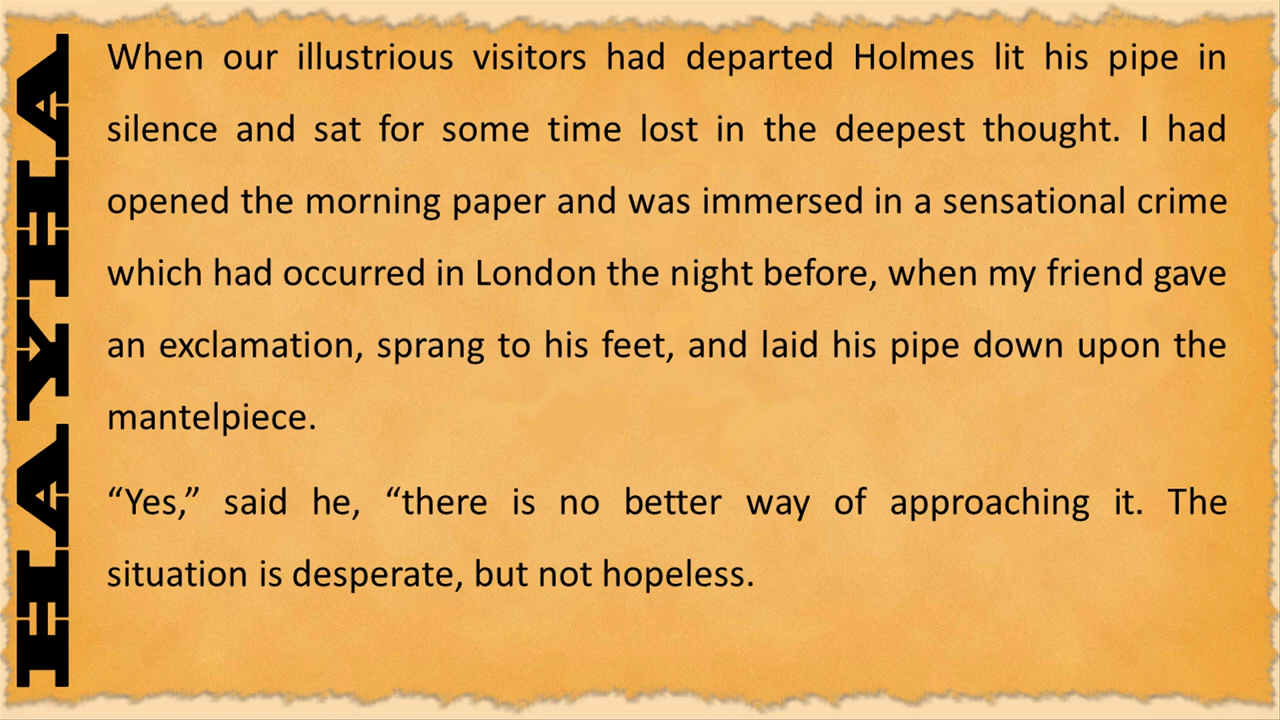 HAYHA
When our illustrious visitors had departed Holmes lit his pipe in
silence and sat for some time lost in the deepest thought. I had
opened the morning paper and was immersed in a sensational crime
which had occurred in London the night before, when my friend gave
an exclamation, sprang to his feet, and laid his pipe down upon the
mantelpiece.
“Yes,” said he, “there is no better way of approaching it. The
situation is desperate, but not hopeless.